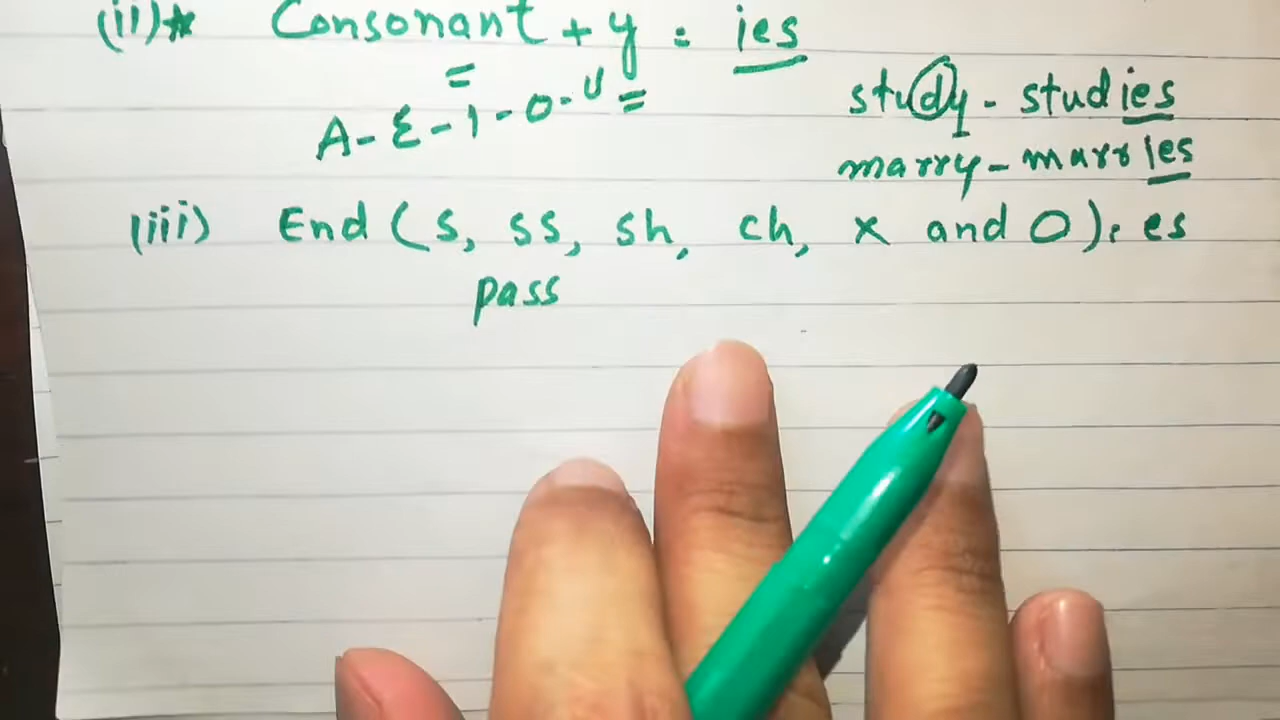 (ii)* Consonant + y = ies
A - E - I - O - U
study - studies
marry - marries
(iii) End (s, ss, sh, ch, x and O) : es
pass